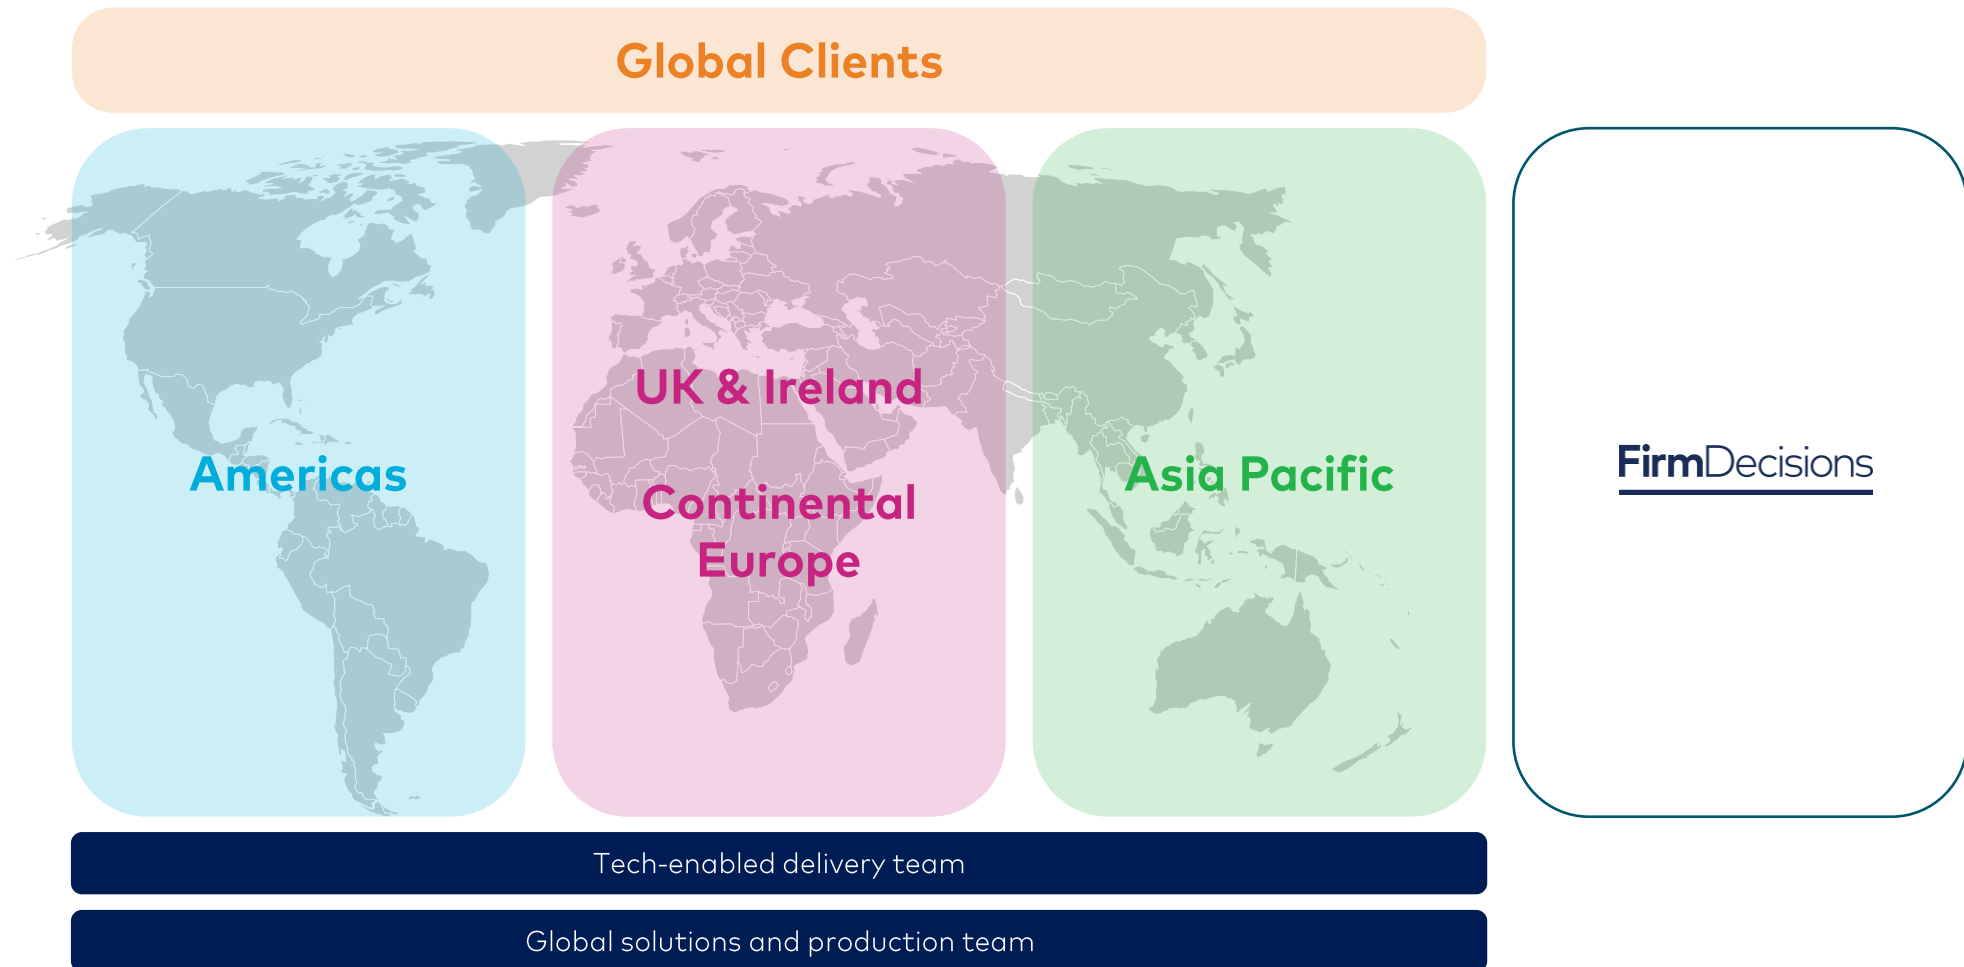 Global Clients
UK & Ireland
Americas
Continental
Europe
Asia Pacific
FirmDecisions
Tech-enabled delivery team
Global solutions and production team